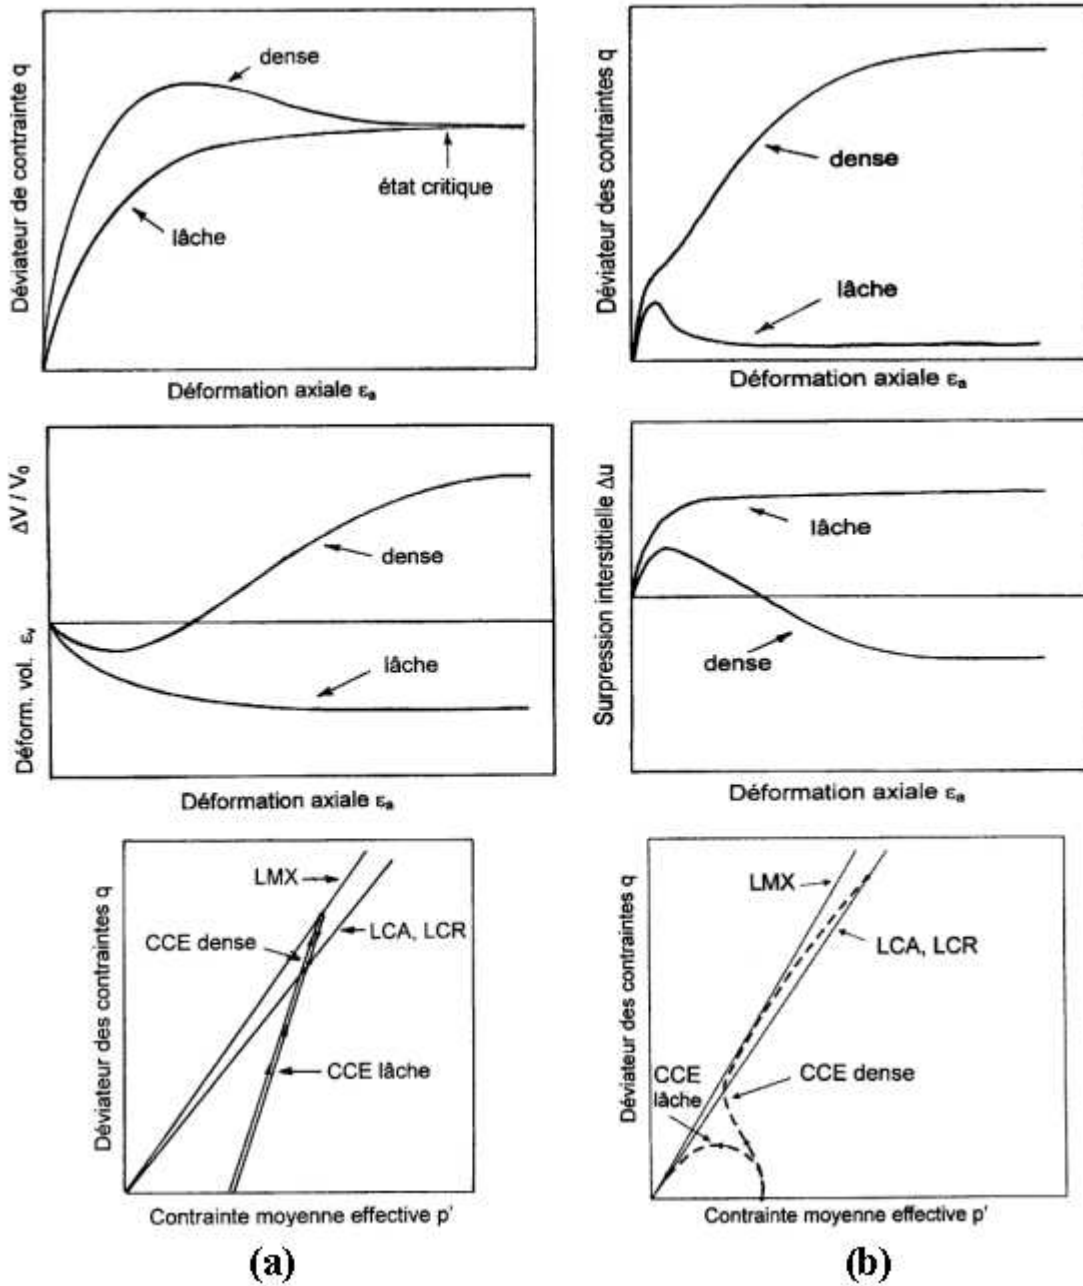 Déviateur de contrainte q
dense
lâche
état critique
Déformation axiale εa
Déviateur des contraintes q
dense
lâche
Déformation axiale εa
Déform. vol. εv ΔV / V0
dense
lâche
Déformation axiale εa
Surpression interstitielle Δu
lâche
dense
Déformation axiale εa
Déviateur des contraintes q
LMX
CCE dense
LCA, LCR
CCE lâche
Contrainte moyenne effective p'
(a)
Déviateur des contraintes q
LMX
LCA, LCR
CCE
lâche
CCE dense
Contrainte moyenne effective p'
(b)